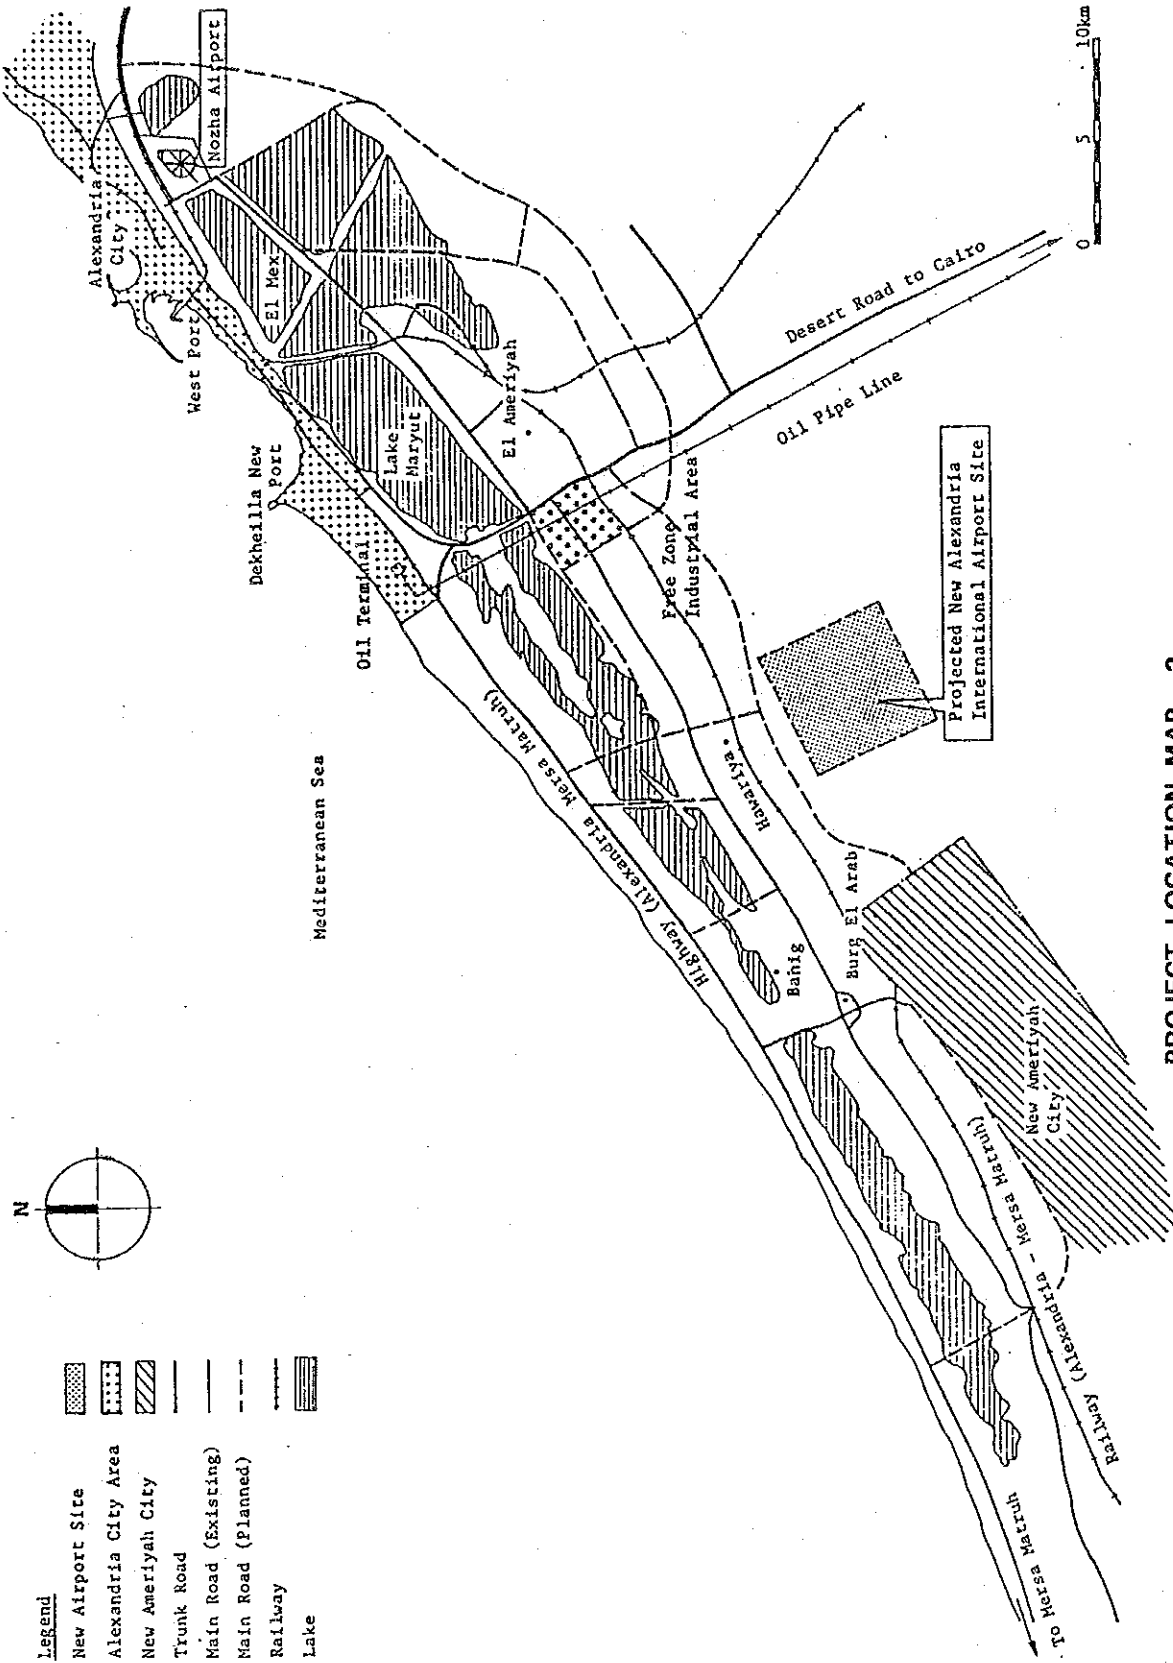 N
Legend
New Airport Site
Alexandria City Area
New Ameriyah City
Trunk Road
Main Road (Existing)
Main Road (Planned)
Railway
Lake
Mediterranean Sea
Alexandria
City
Nozha Airport
West Port
El Mex
Dekheilla New
Port
Lake
Maryut
Oil Terminal
El Ameriyah
Free Zone
Industrial Area
Desert Road to Cairo
Oil Pipe Line
Highway (Alexandria Mersa Matruh)
Hawariya
Bahig
Burg El Arab
Projected New Alexandria
International Airport Site
New Ameriyah
City
Railway (Alexandria - Mersa Matruh)
To Mersa Matruh
0 5 10km
PROJECT LOCATION MAP